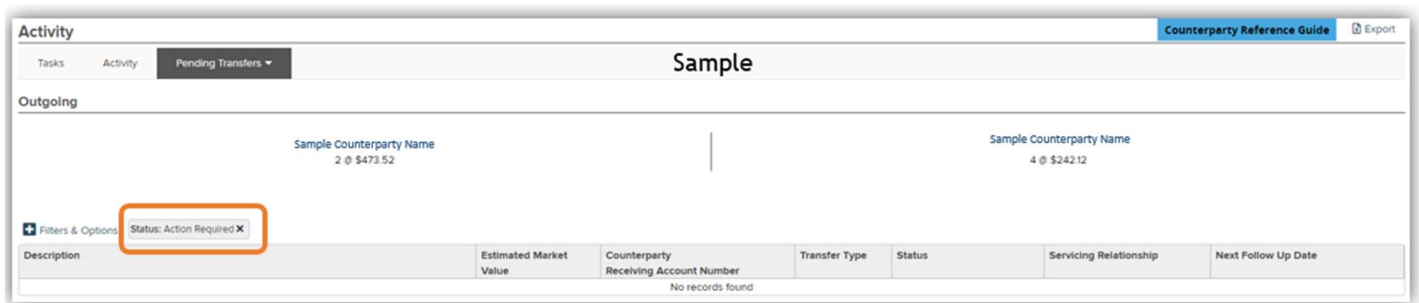 Activity
Counterparty Reference Guide Export
Tasks Activity Pending Transfers
Sample
Outgoing
Sample Counterparty Name Sample Counterparty Name
2 @ $473.52 4 @ $242.12
Filters & Options Status: Action Required ×
Description Estimated Market Counterparty Transfer Type Status Servicing Relationship Next Follow Up Date
Value Receiving Account Number
No records found